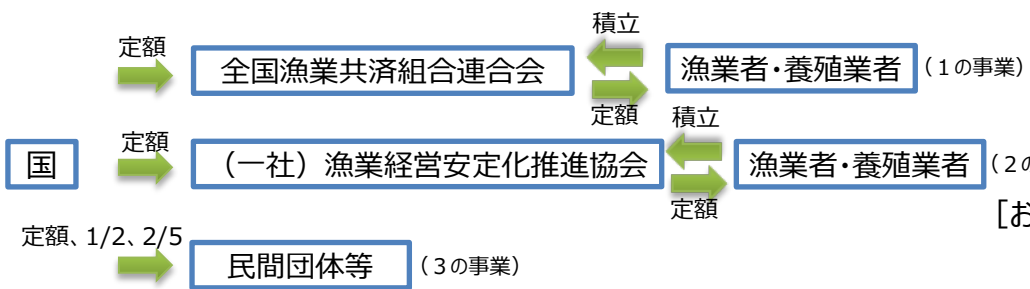 定額
全国漁業共済組合連合会
積立
定額
漁業者・養殖業者
（１の事業）
国
定額
（一社）漁業経営安定化推進協会
積立
定額
漁業者・養殖業者
（２の
[お
定額、1/2、2/5
民間団体等
（３の事業）